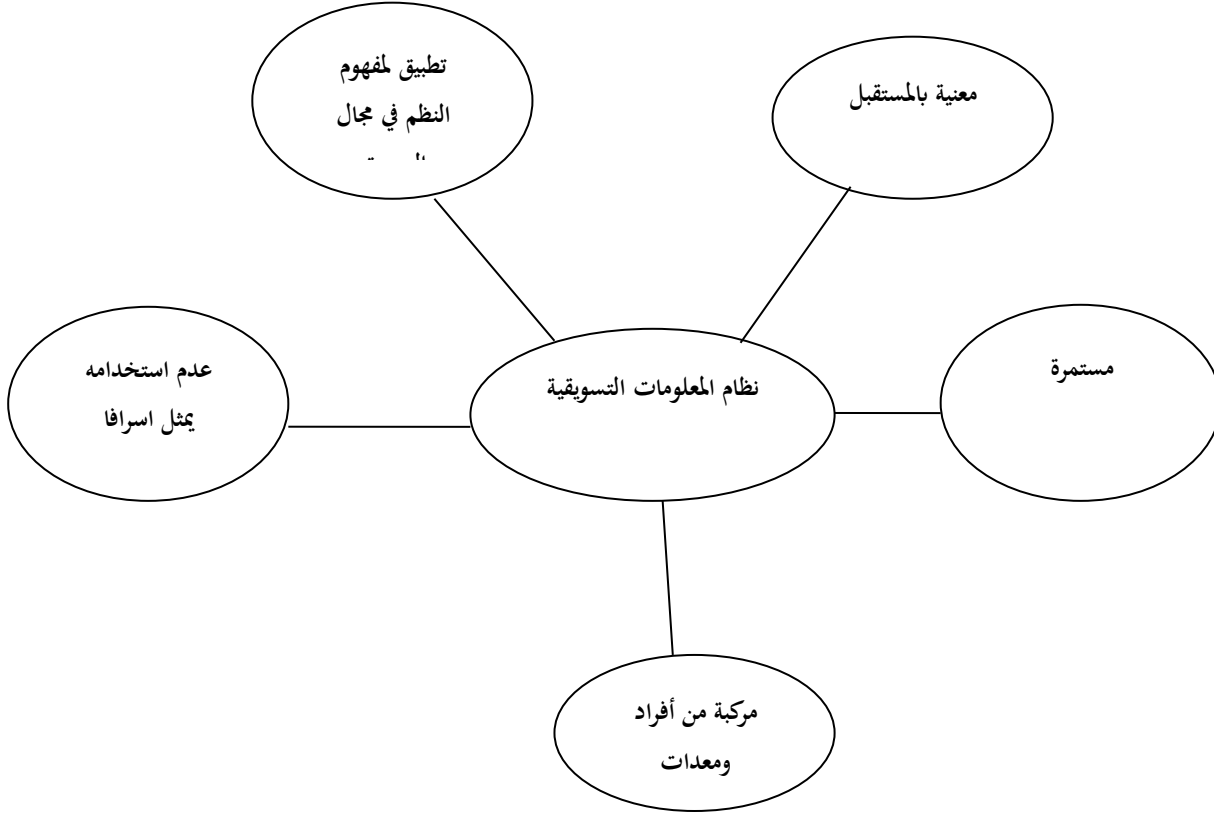 تطبيق لمفهوم
النظم في مجال
معنية بالمستقبل
عدم استخدامه
يمثل اسرافا
نظام المعلومات التسويقية
مستمرة
مركبة من أفراد
ومعدات